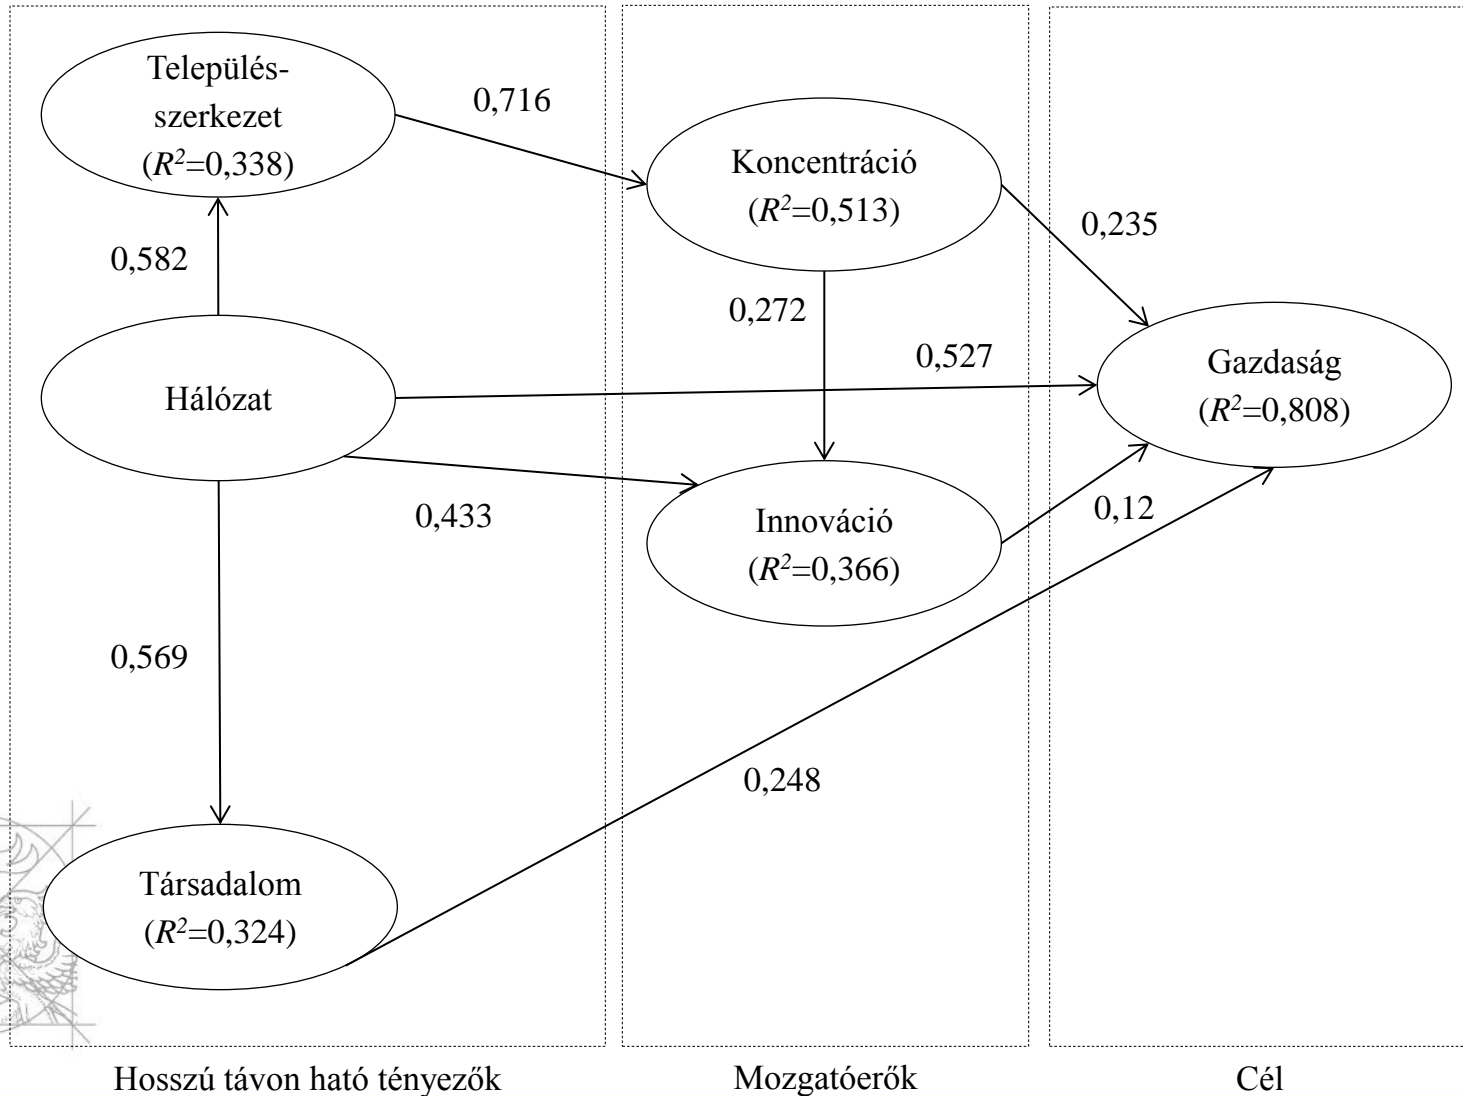 Település-
szerkezet
(R²=0,338)
0,716
Koncentráció
(R²=0,513)
0,235
0,582
0,272
0,527
Hálózat
Gazdaság
(R²=0,808)
0,433
Innováció
(R²=0,366)
0,12
0,569
0,248
Társadalom
(R²=0,324)
Hosszú távon ható tényezők
Mozgatóerők
Cél